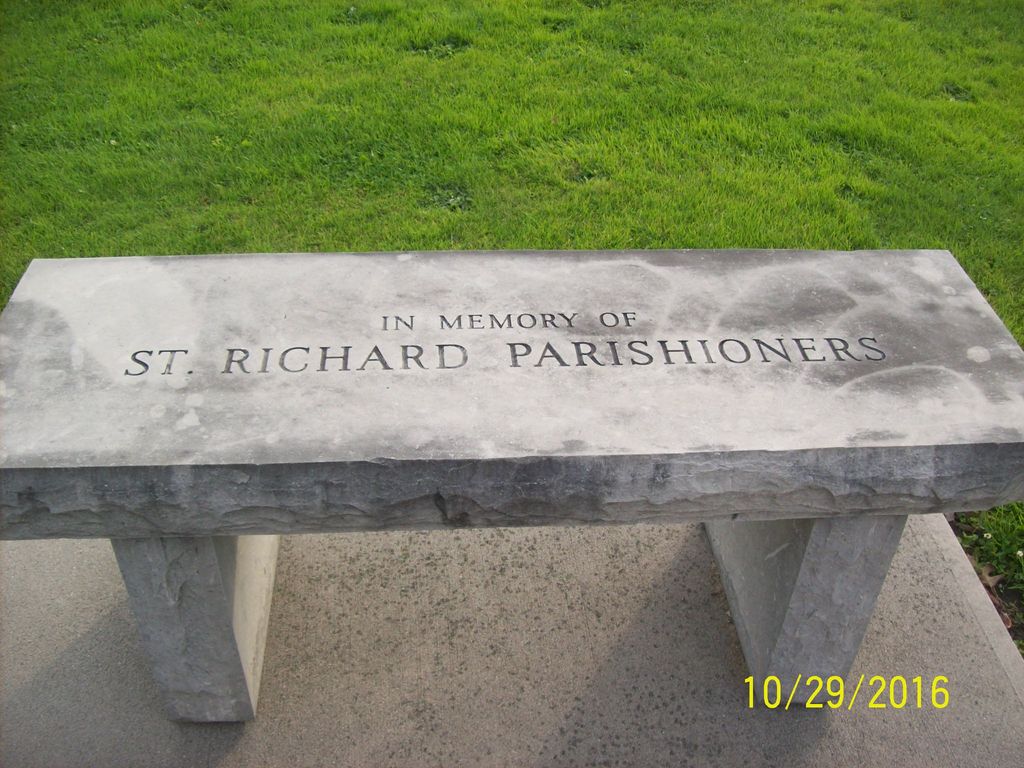 IN MEMORY OF
ST. RICHARD PARISHIONERS
10/29/2016